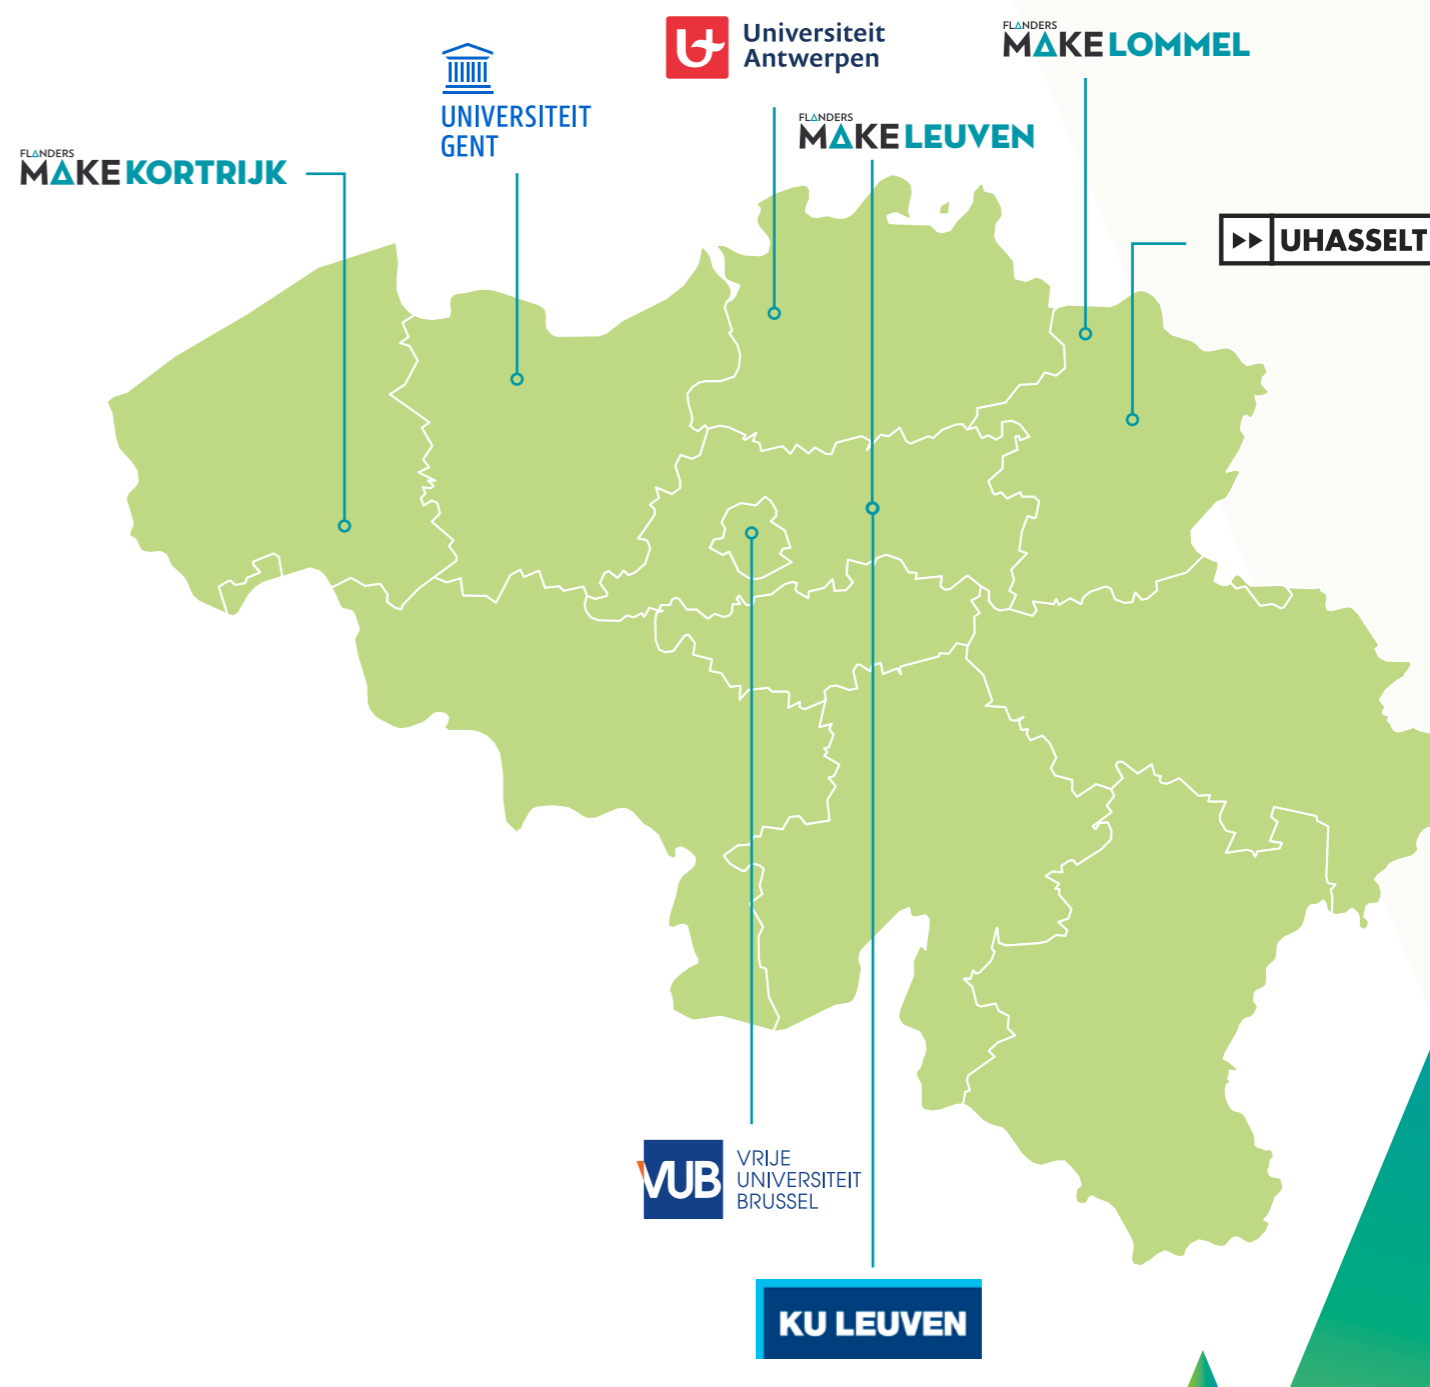 Universiteit
Antwerpen
FLANDERS
MAKE LOMMEL
UNIVERSITEIT
GENT
FLANDERS
MAKE LEUVEN
FLANDERS
MAKE KORTRIJK
UHASSELT
VUB
VRIJE
UNIVERSITEIT
BRUSSEL
KU LEUVEN